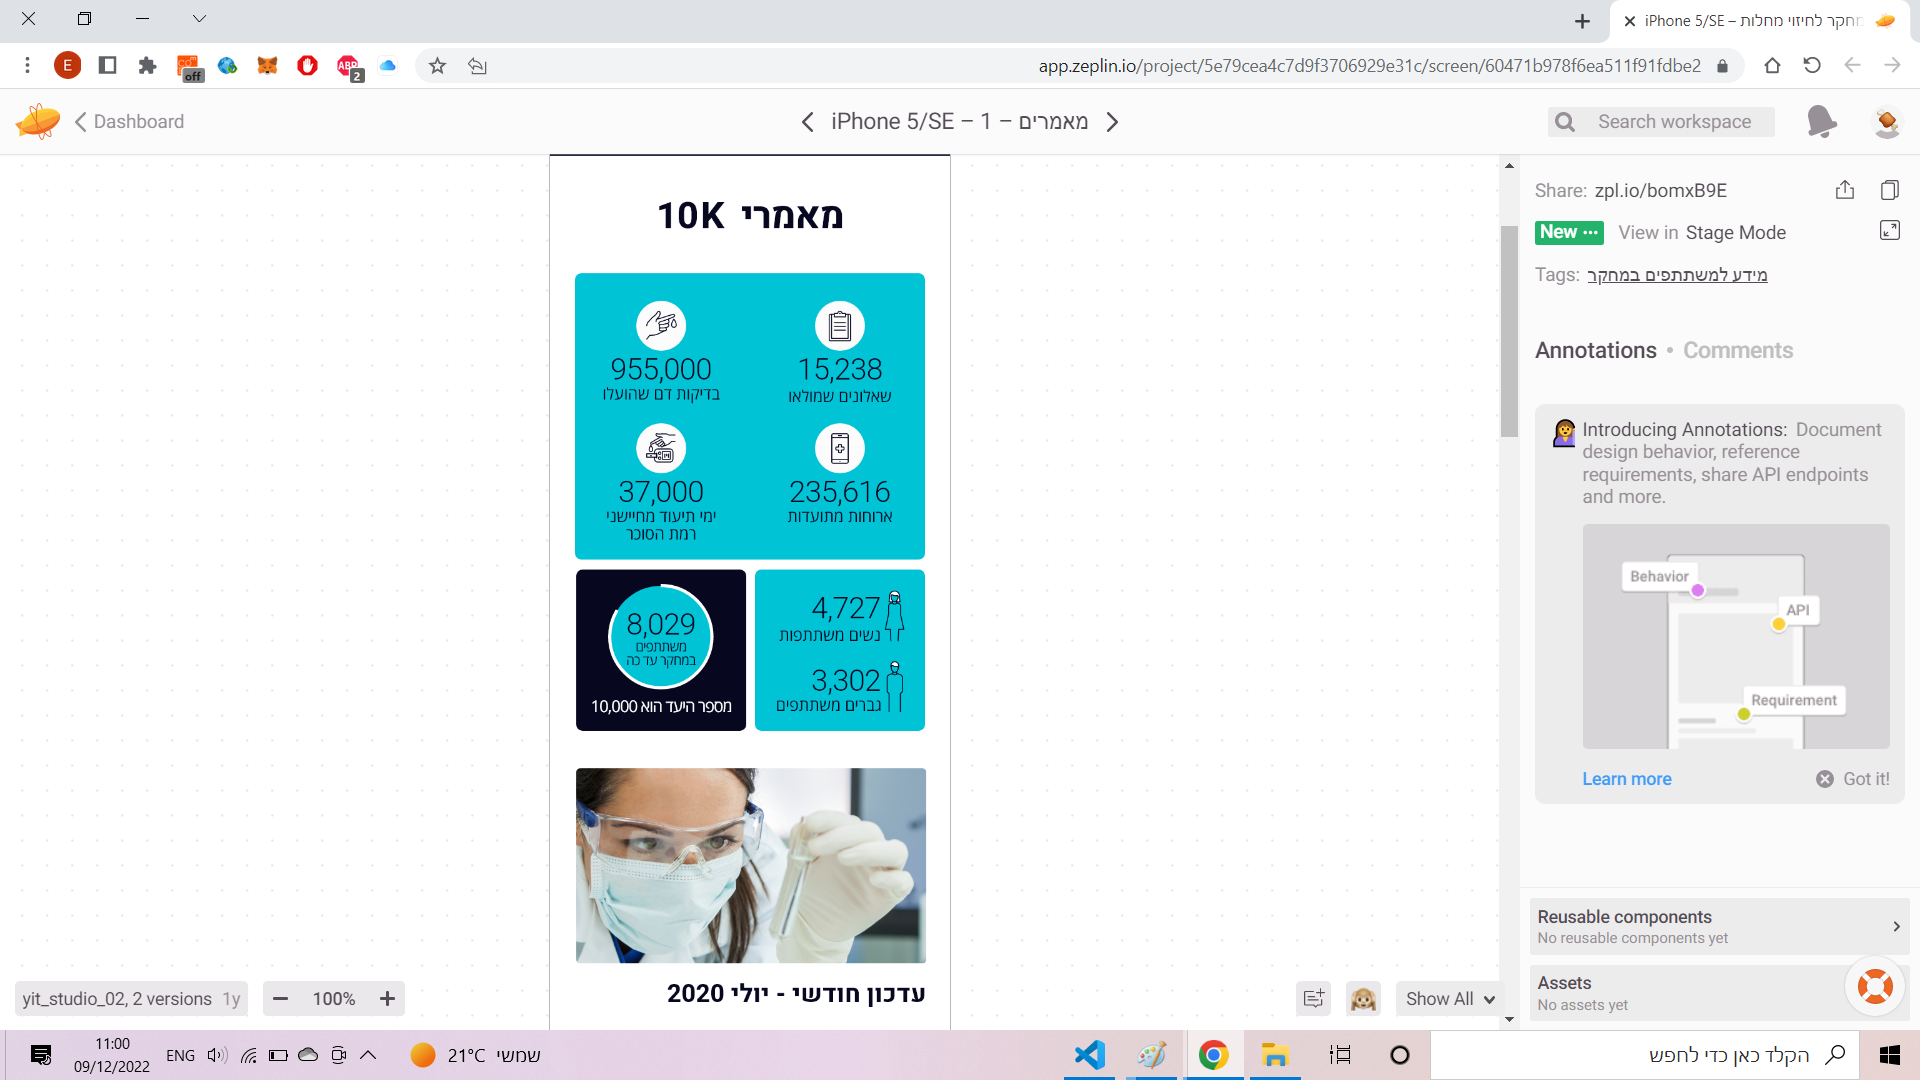 iPhone 5/SE – מחקר לחיזוי מחלות
E
off
ABP
2
app.zeplin.io/project/5e79cea4c7d9f3706929e31c/screen/60471b978f6ea511f91fdbe2
Dashboard
iPhone 5/SE – 1 – מאמרים
Search workspace
מאמרי 10K
15,238
שאלונים שמולאו
955,000
בדיקות דם שהועלו
235,616
ארוחות מתועדות
37,000
ימי תיעוד מחיישני
רמת הסוכר
4,727
נשים משתתפות
3,302
גברים משתתפים
8,029
משתתפים
במחקר עד כה
מספר היעד הוא 10,000
עדכון חודשי - יולי 2020
Share: zpl.io/bomxB9E
New ··· View in Stage Mode
Tags: מידע למשתתפים במחקר
Annotations • Comments
Introducing Annotations: Document
design behavior, reference
requirements, share API endpoints
and more.
Behavior
API
Requirement
Learn more
Got it!
Reusable components
No reusable components yet
Assets
No assets yet
yit_studio_02, 2 versions 1y
100%
Show All
11:00
09/12/2022
ENG
21°C שמשי
הקלד כאן כדי לחפש